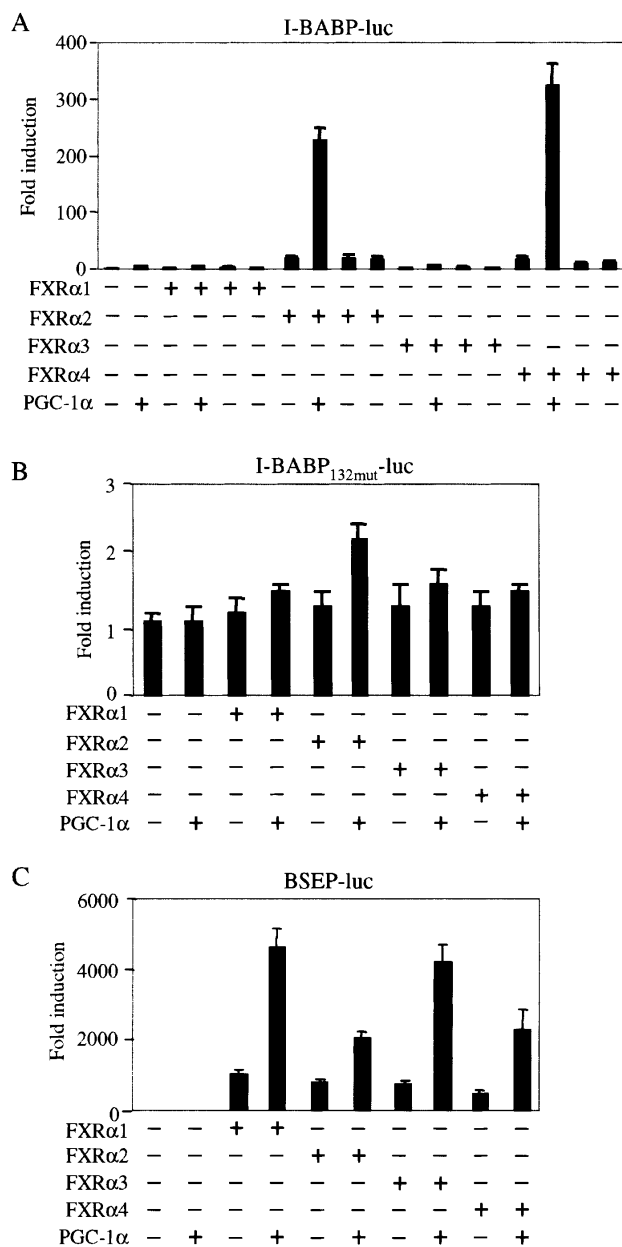 A
I-BABP-luc
400
300
200
100
0
Fold induction
FXRα1 – – + + + + – – – – – – – – – – – –
FXRα2 – – – – – – + + + + – – – – – – – –
FXRα3 – – – – – – – – – – + + + + – – – –
FXRα4 – – – – – – – – – – – – – – + + + +
PGC-1α – + – + – – – + – – – + – – – + – –
B
I-BABP132mut-luc
3
2
1
0
Fold induction
FXRα1 – – + + – – – – – –
FXRα2 – – – – + + – – – –
FXRα3 – – – – – – + + – –
FXRα4 – – – – – – – – + +
PGC-1α – + – + – + – + – +
C
BSEP-luc
6000
4000
2000
0
Fold induction
FXRα1 – – + + – – – – – –
FXRα2 – – – – + + – – – –
FXRα3 – – – – – – + + – –
FXRα4 – – – – – – – – + +
PGC-1α – + – + – + – + – +